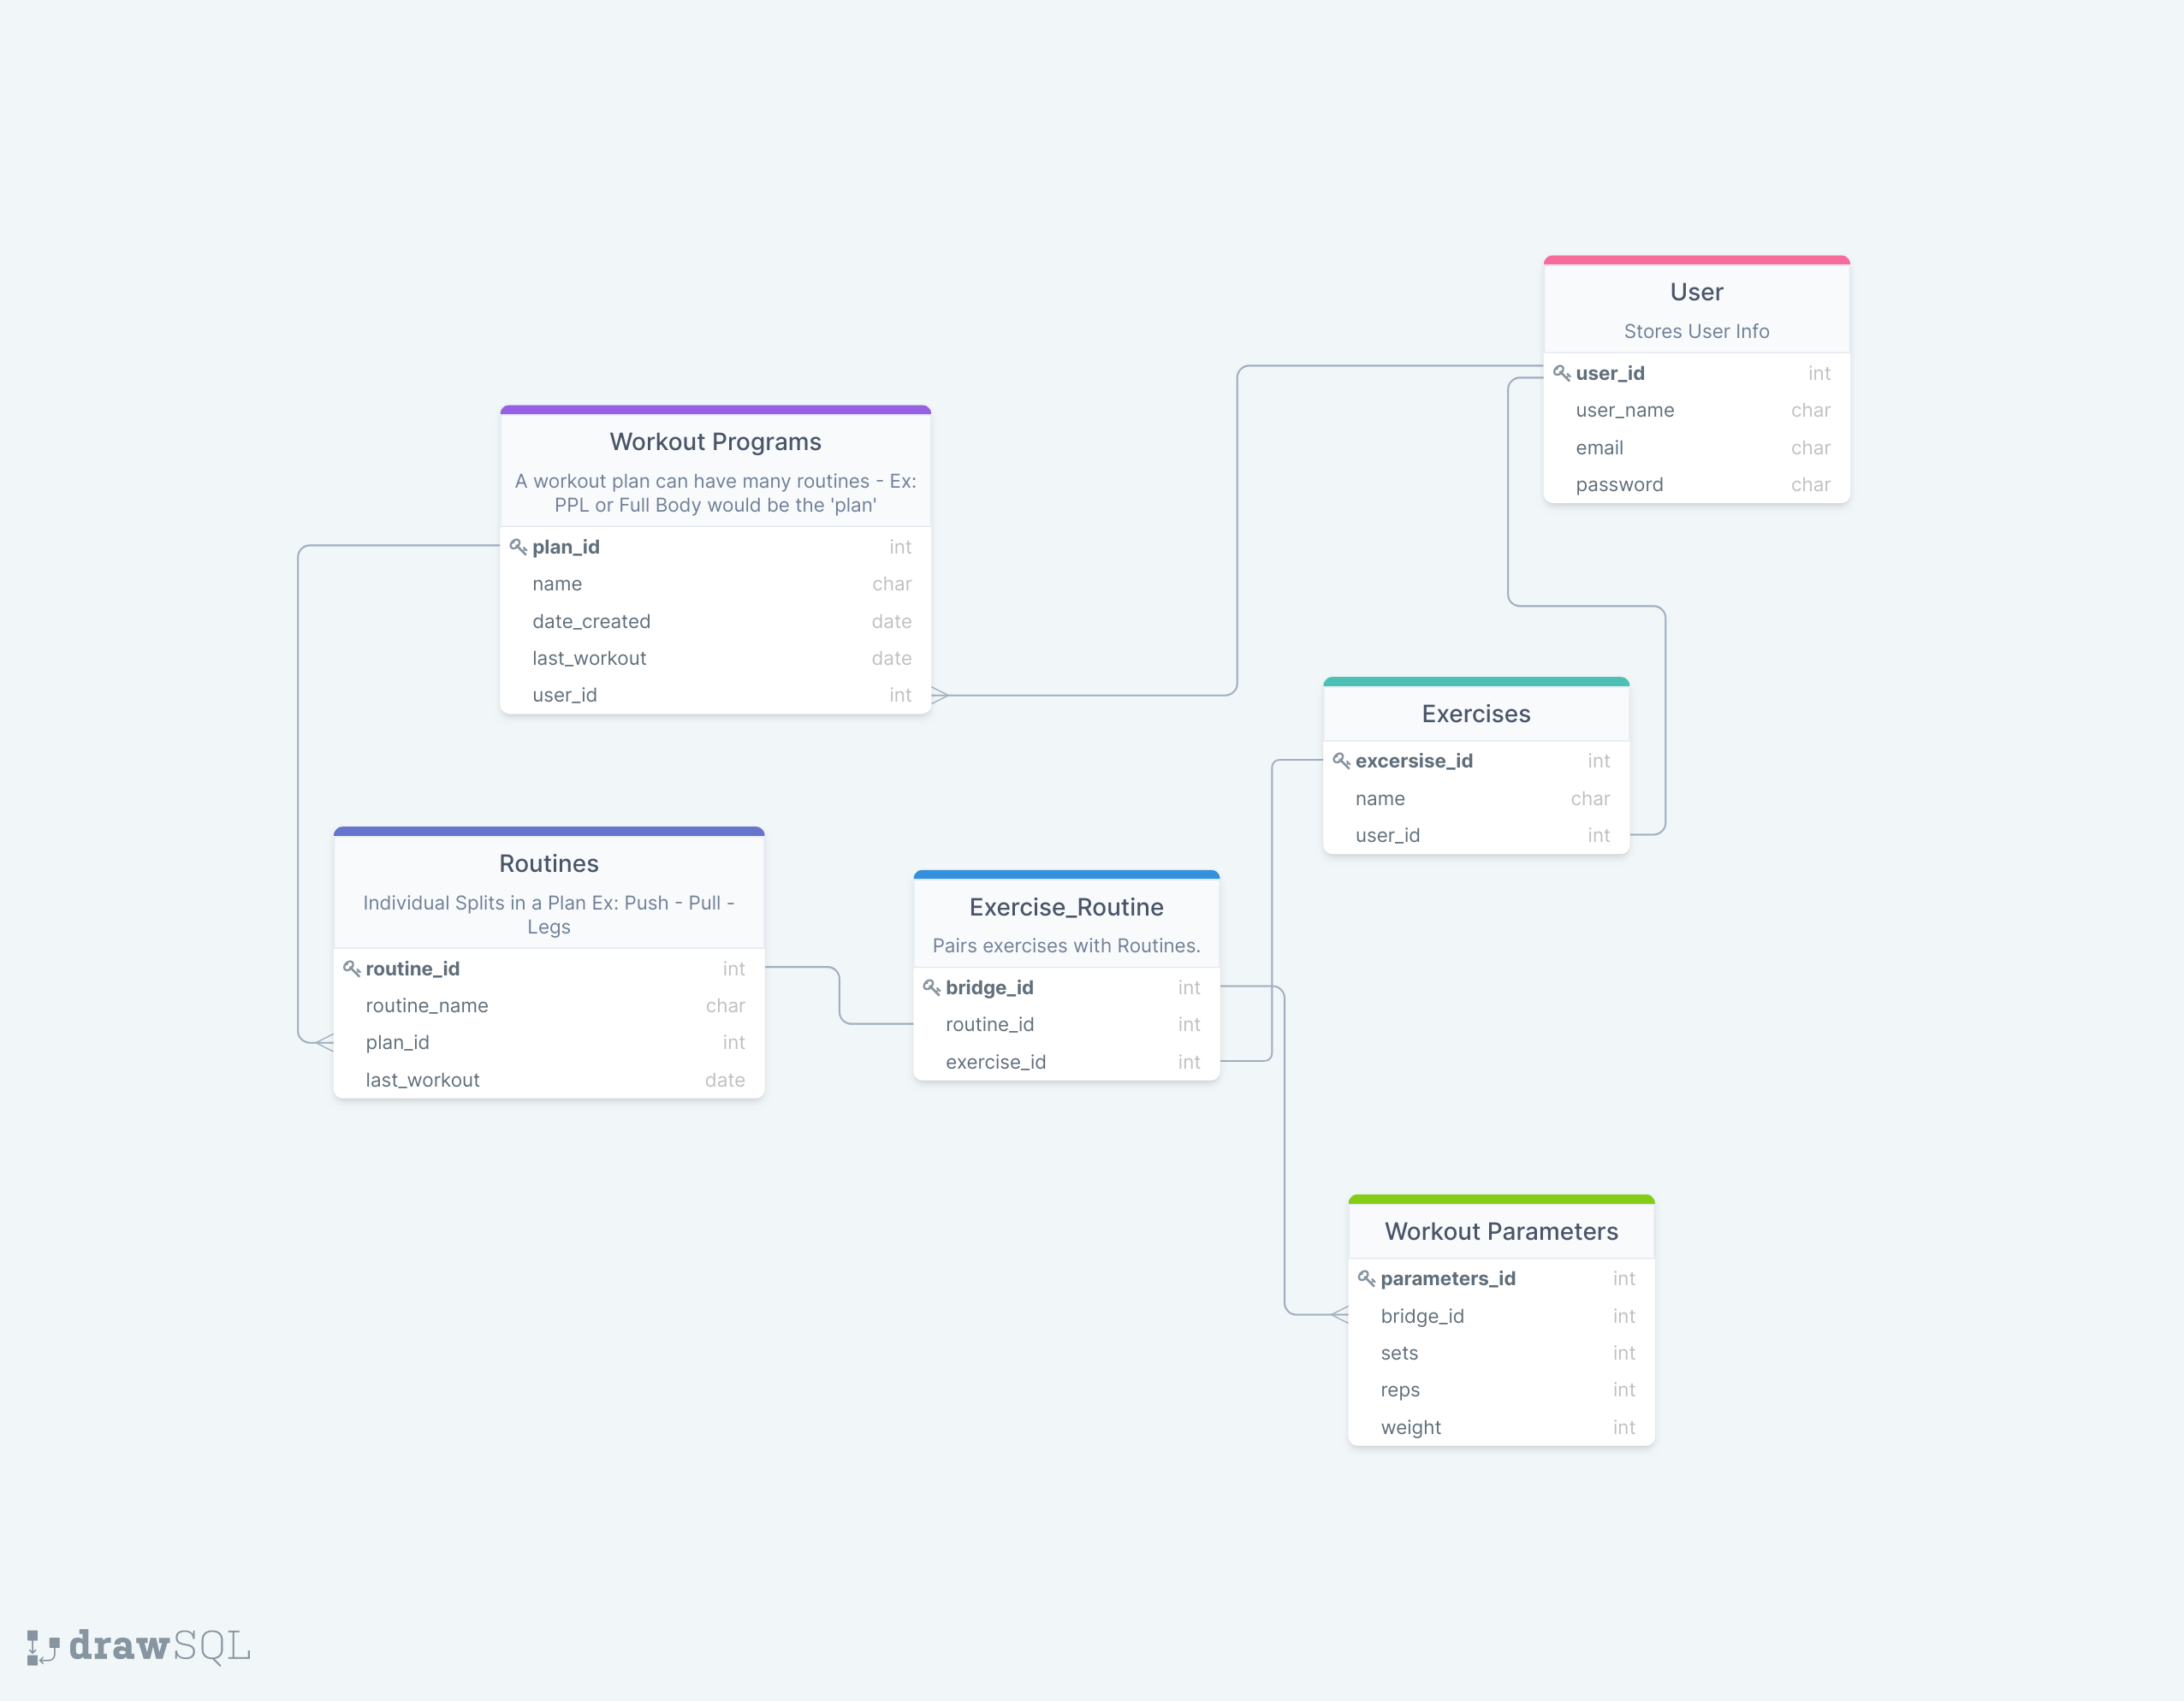 User
Stores User Info
user_id int
user_name char
email char
password char
Workout Programs
A workout plan can have many routines - Ex:
PPL or Full Body would be the 'plan'
plan_id int
name char
date_created date
last_workout date
user_id int
Exercises
excersise_id int
name char
user_id int
Routines
Individual Splits in a Plan Ex: Push - Pull -
Legs
routine_id int
routine_name char
plan_id int
last_workout date
Exercise_Routine
Pairs exercises with Routines.
bridge_id int
routine_id int
exercise_id int
Workout Parameters
parameters_id int
bridge_id int
sets int
reps int
weight int
drawSQL